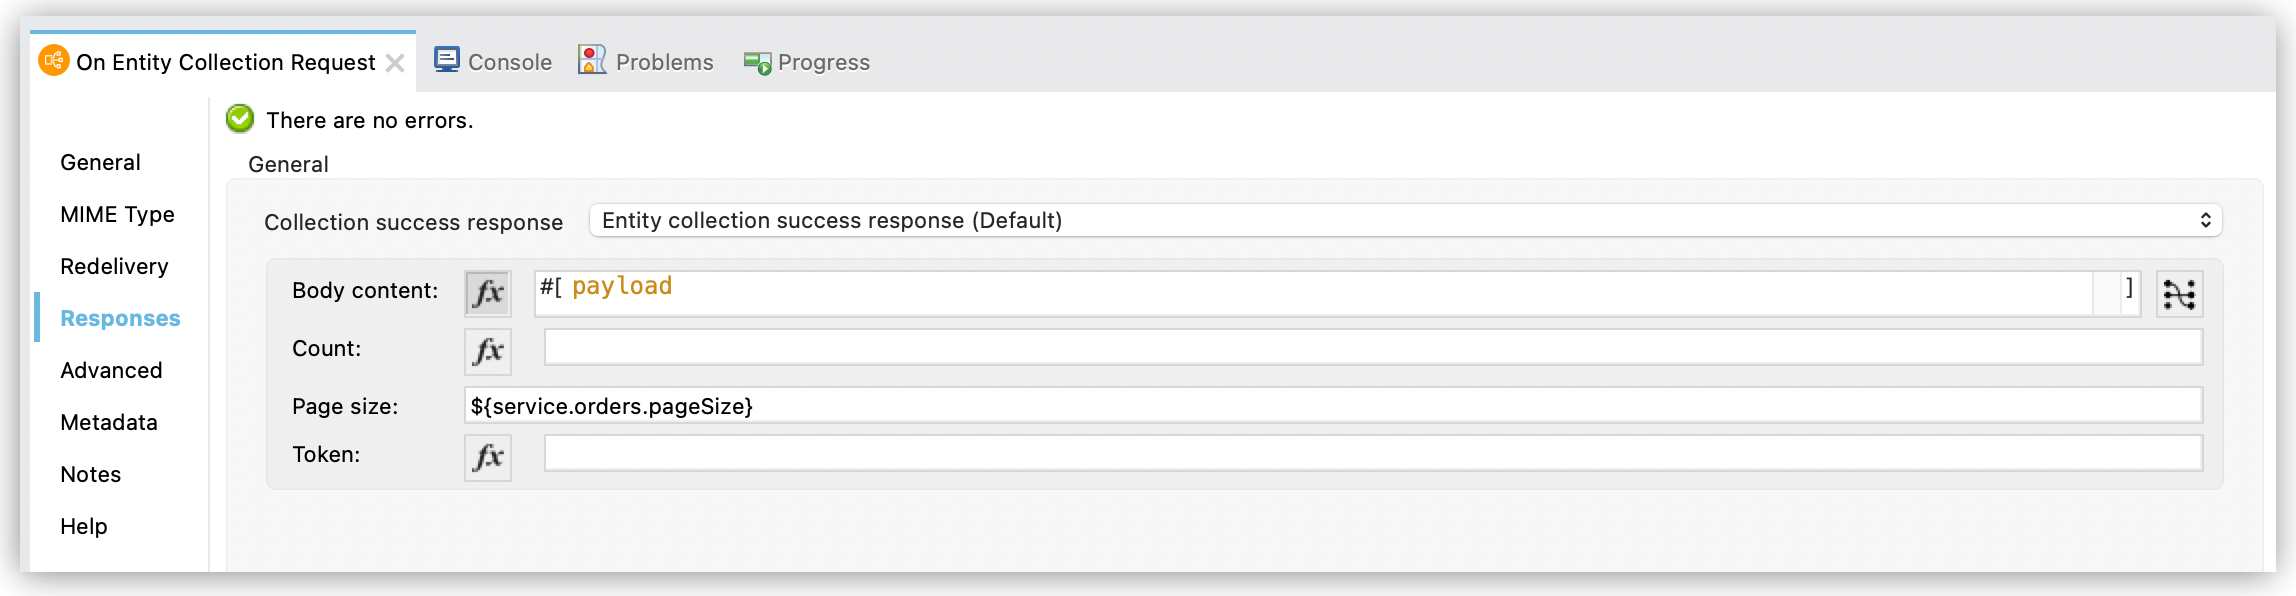 On Entity Collection Request
Console
Problems
Progress
General
MIME Type
Redelivery
Responses
Advanced
Metadata
Notes
Help
There are no errors.
General
Collection success response
Entity collection success response (Default)
Body content: fx #[ payload ]
Count: fx
Page size: ${service.orders.pageSize}
Token: fx